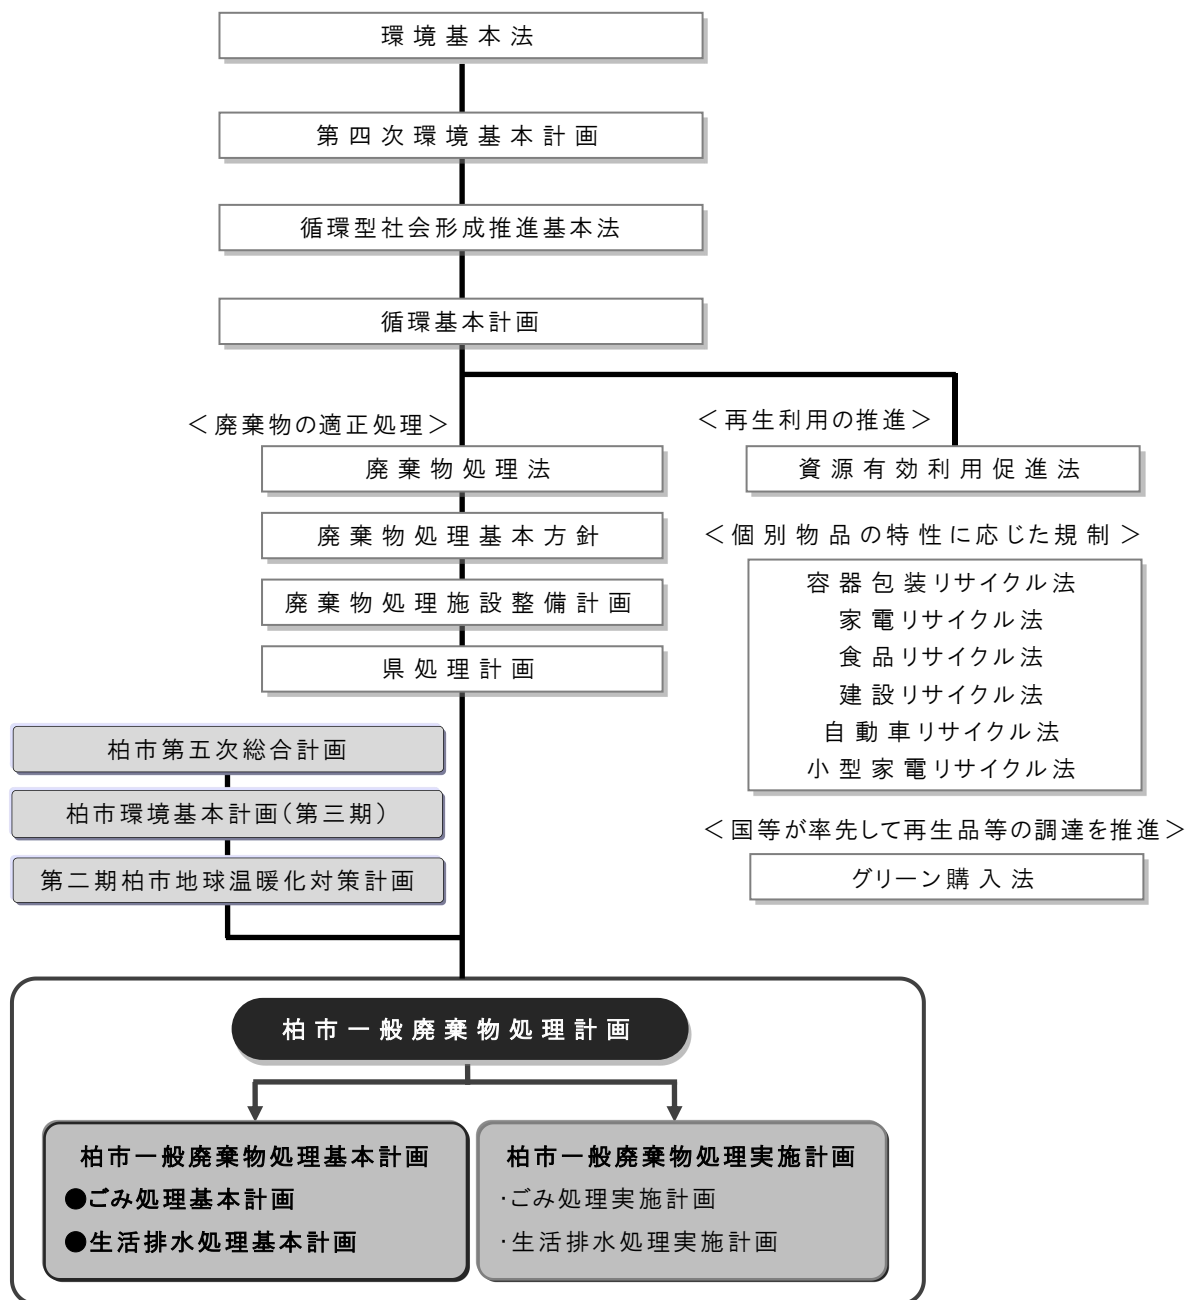 環境基本法
第四次環境基本計画
循環型社会形成推進基本法
循環基本計画
＜廃棄物の適正処理＞
廃棄物処理法
廃棄物処理基本方針
廃棄物処理施設整備計画
県処理計画
＜再生利用の推進＞
資源有効利用促進法
＜個別物品の特性に応じた規制＞
容器包装リサイクル法
家電リサイクル法
食品リサイクル法
建設リサイクル法
自動車リサイクル法
小型家電リサイクル法
＜国等が率先して再生品等の調達を推進＞
グリーン購入法
柏市第五次総合計画
柏市環境基本計画（第三期）
第二期柏市地球温暖化対策計画
柏市一般廃棄物処理計画
柏市一般廃棄物処理基本計画
●ごみ処理基本計画
●生活排水処理基本計画
柏市一般廃棄物処理実施計画
・ごみ処理実施計画
・生活排水処理実施計画